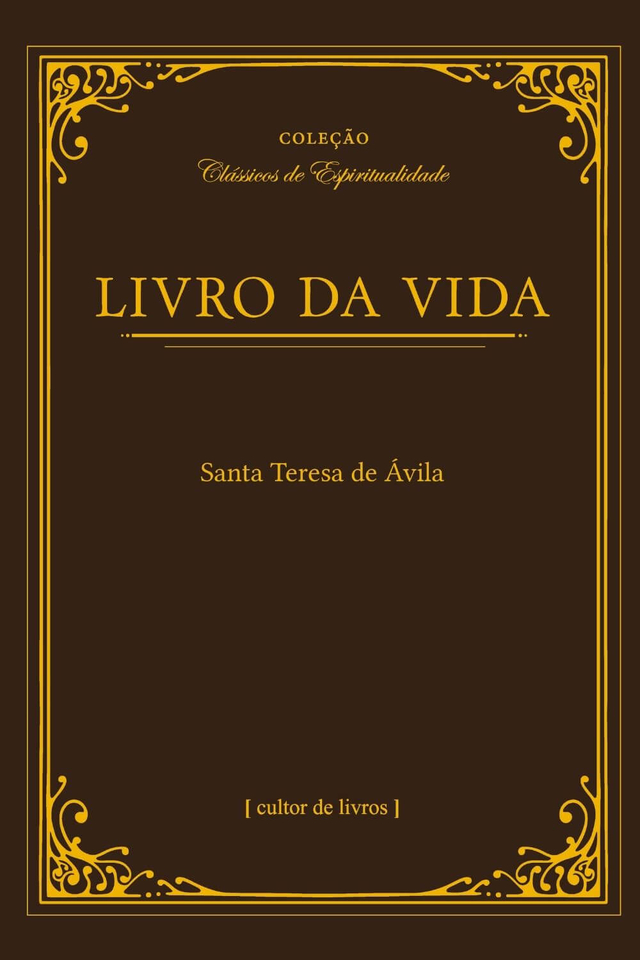 COLEÇÃO
Clássicos de Espiritualidade
LIVRO DA VIDA
Santa Teresa de Ávila
[ cultor de livros ]